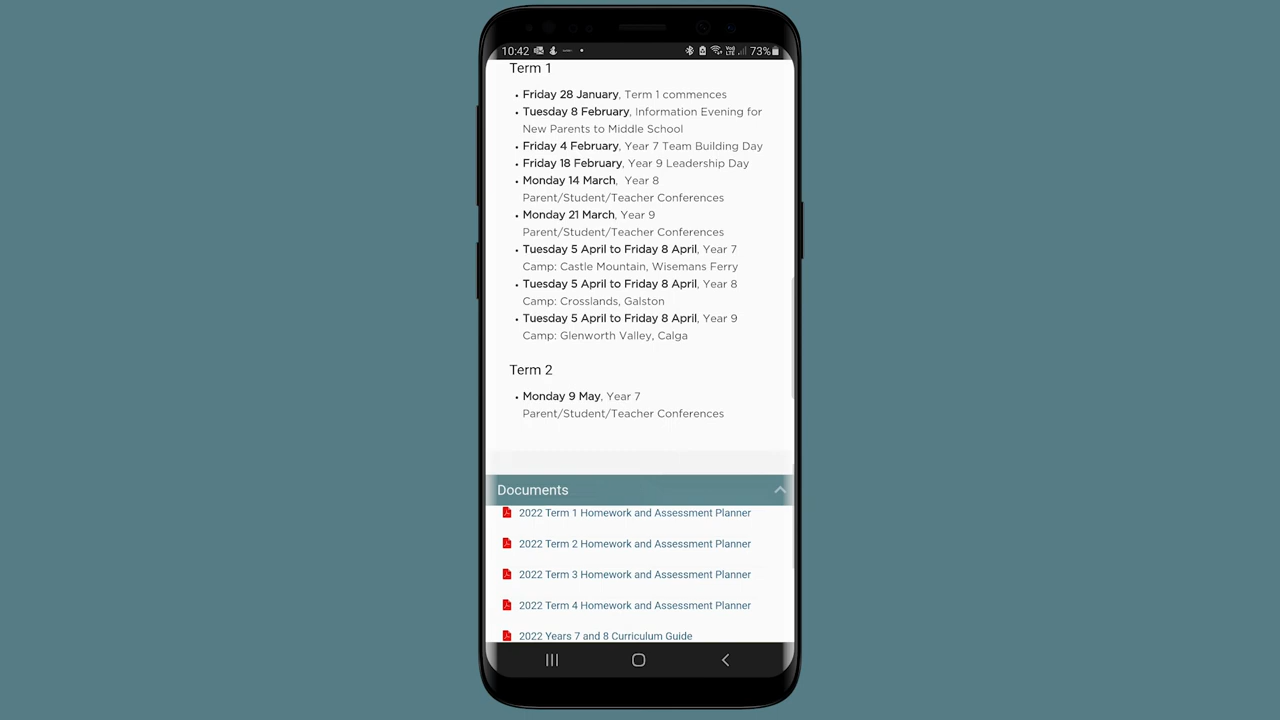 10:42
73%
Term 1
• Friday 28 January, Term 1 commences
• Tuesday 8 February, Information Evening for
New Parents to Middle School
• Friday 4 February, Year 7 Team Building Day
• Friday 18 February, Year 9 Leadership Day
• Monday 14 March, Year 8
Parent/Student/Teacher Conferences
• Monday 21 March, Year 9
Parent/Student/Teacher Conferences
• Tuesday 5 April to Friday 8 April, Year 7
Camp: Castle Mountain, Wisemans Ferry
• Tuesday 5 April to Friday 8 April, Year 8
Camp: Crosslands, Galston
• Tuesday 5 April to Friday 8 April, Year 9
Camp: Glenworth Valley, Calga
Term 2
• Monday 9 May, Year 7
Parent/Student/Teacher Conferences
Documents
2022 Term 1 Homework and Assessment Planner
2022 Term 2 Homework and Assessment Planner
2022 Term 3 Homework and Assessment Planner
2022 Term 4 Homework and Assessment Planner
2022 Years 7 and 8 Curriculum Guide